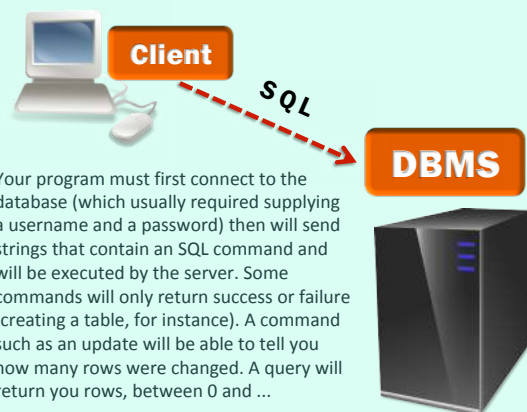 Client
SQL
DBMS
Your program must first connect to the
database (which usually required supplying
a username and a password) then will send
strings that contain an SQL command and
will be executed by the server. Some
commands will only return success or failure
creating a table, for instance). A command
such as an update will be able to tell you
how many rows were changed. A query will
return you rows, between 0 and ...